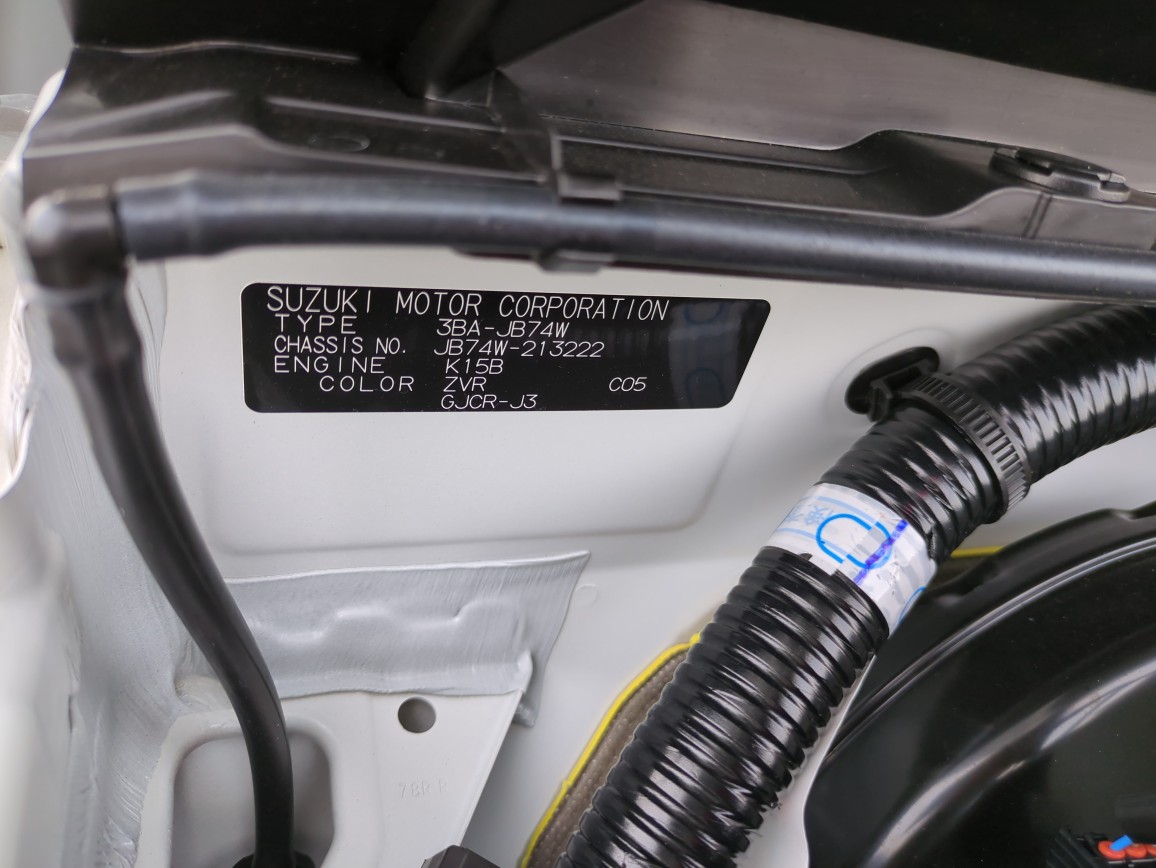 SUZUKI MOTOR CORPORATION
TYPE 3BA-JB74W
CHASSIS NO. JB74W-213222
ENGINE K15B
COLOR ZVR C05
GJCR-J3